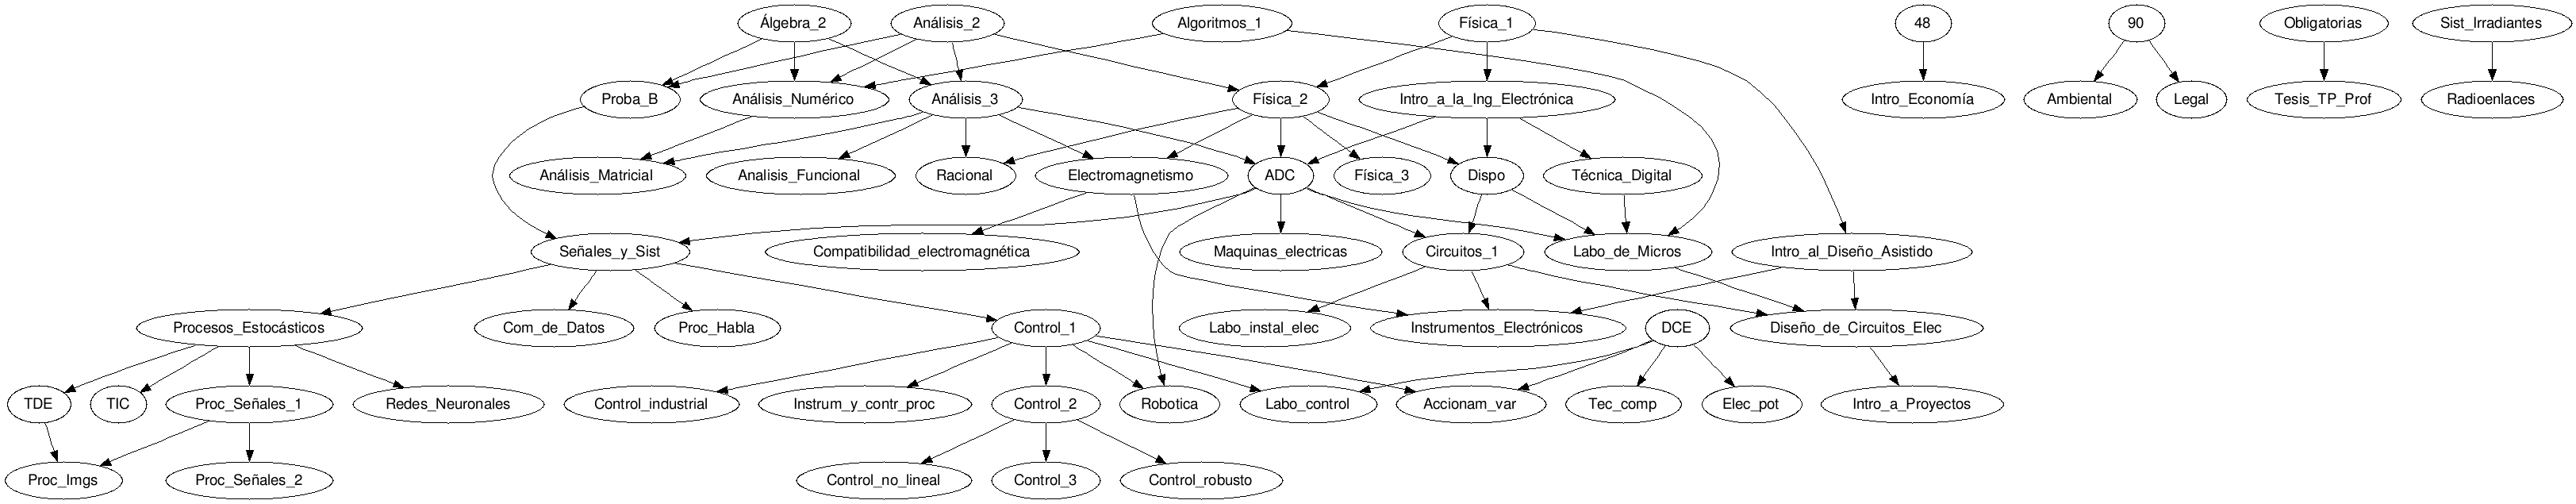 Álgebra_2
Análisis_2
Algoritmos_1
Física_1
48
90
Obligatorias
Sist_Irradiantes
Proba_B
Análisis_Numérico
Análisis_3
Física_2
Intro_a_la_Ing_Electrónica
Intro_Economía
Ambiental
Legal
Tesis_TP_Prof
Radioenlaces
Análisis_Matricial
Analisis_Funcional
Racional
Electromagnetismo
ADC
Física_3
Dispo
Técnica_Digital
Señales_y_Sist
Compatibilidad_electromagnética
Maquinas_electricas
Circuitos_1
Labo_de_Micros
Intro_al_Diseño_Asistido
Procesos_Estocásticos
Com_de_Datos
Proc_Habla
Control_1
Labo_instal_elec
Instrumentos_Electrónicos
DCE
Diseño_de_Circuitos_Elec
TDE
TIC
Proc_Señales_1
Redes_Neuronales
Control_industrial
Instrum_y_contr_proc
Control_2
Robotica
Labo_control
Accionam_var
Tec_comp
Elec_pot
Intro_a_Proyectos
Proc_Imgs
Proc_Señales_2
Control_no_lineal
Control_3
Control_robusto